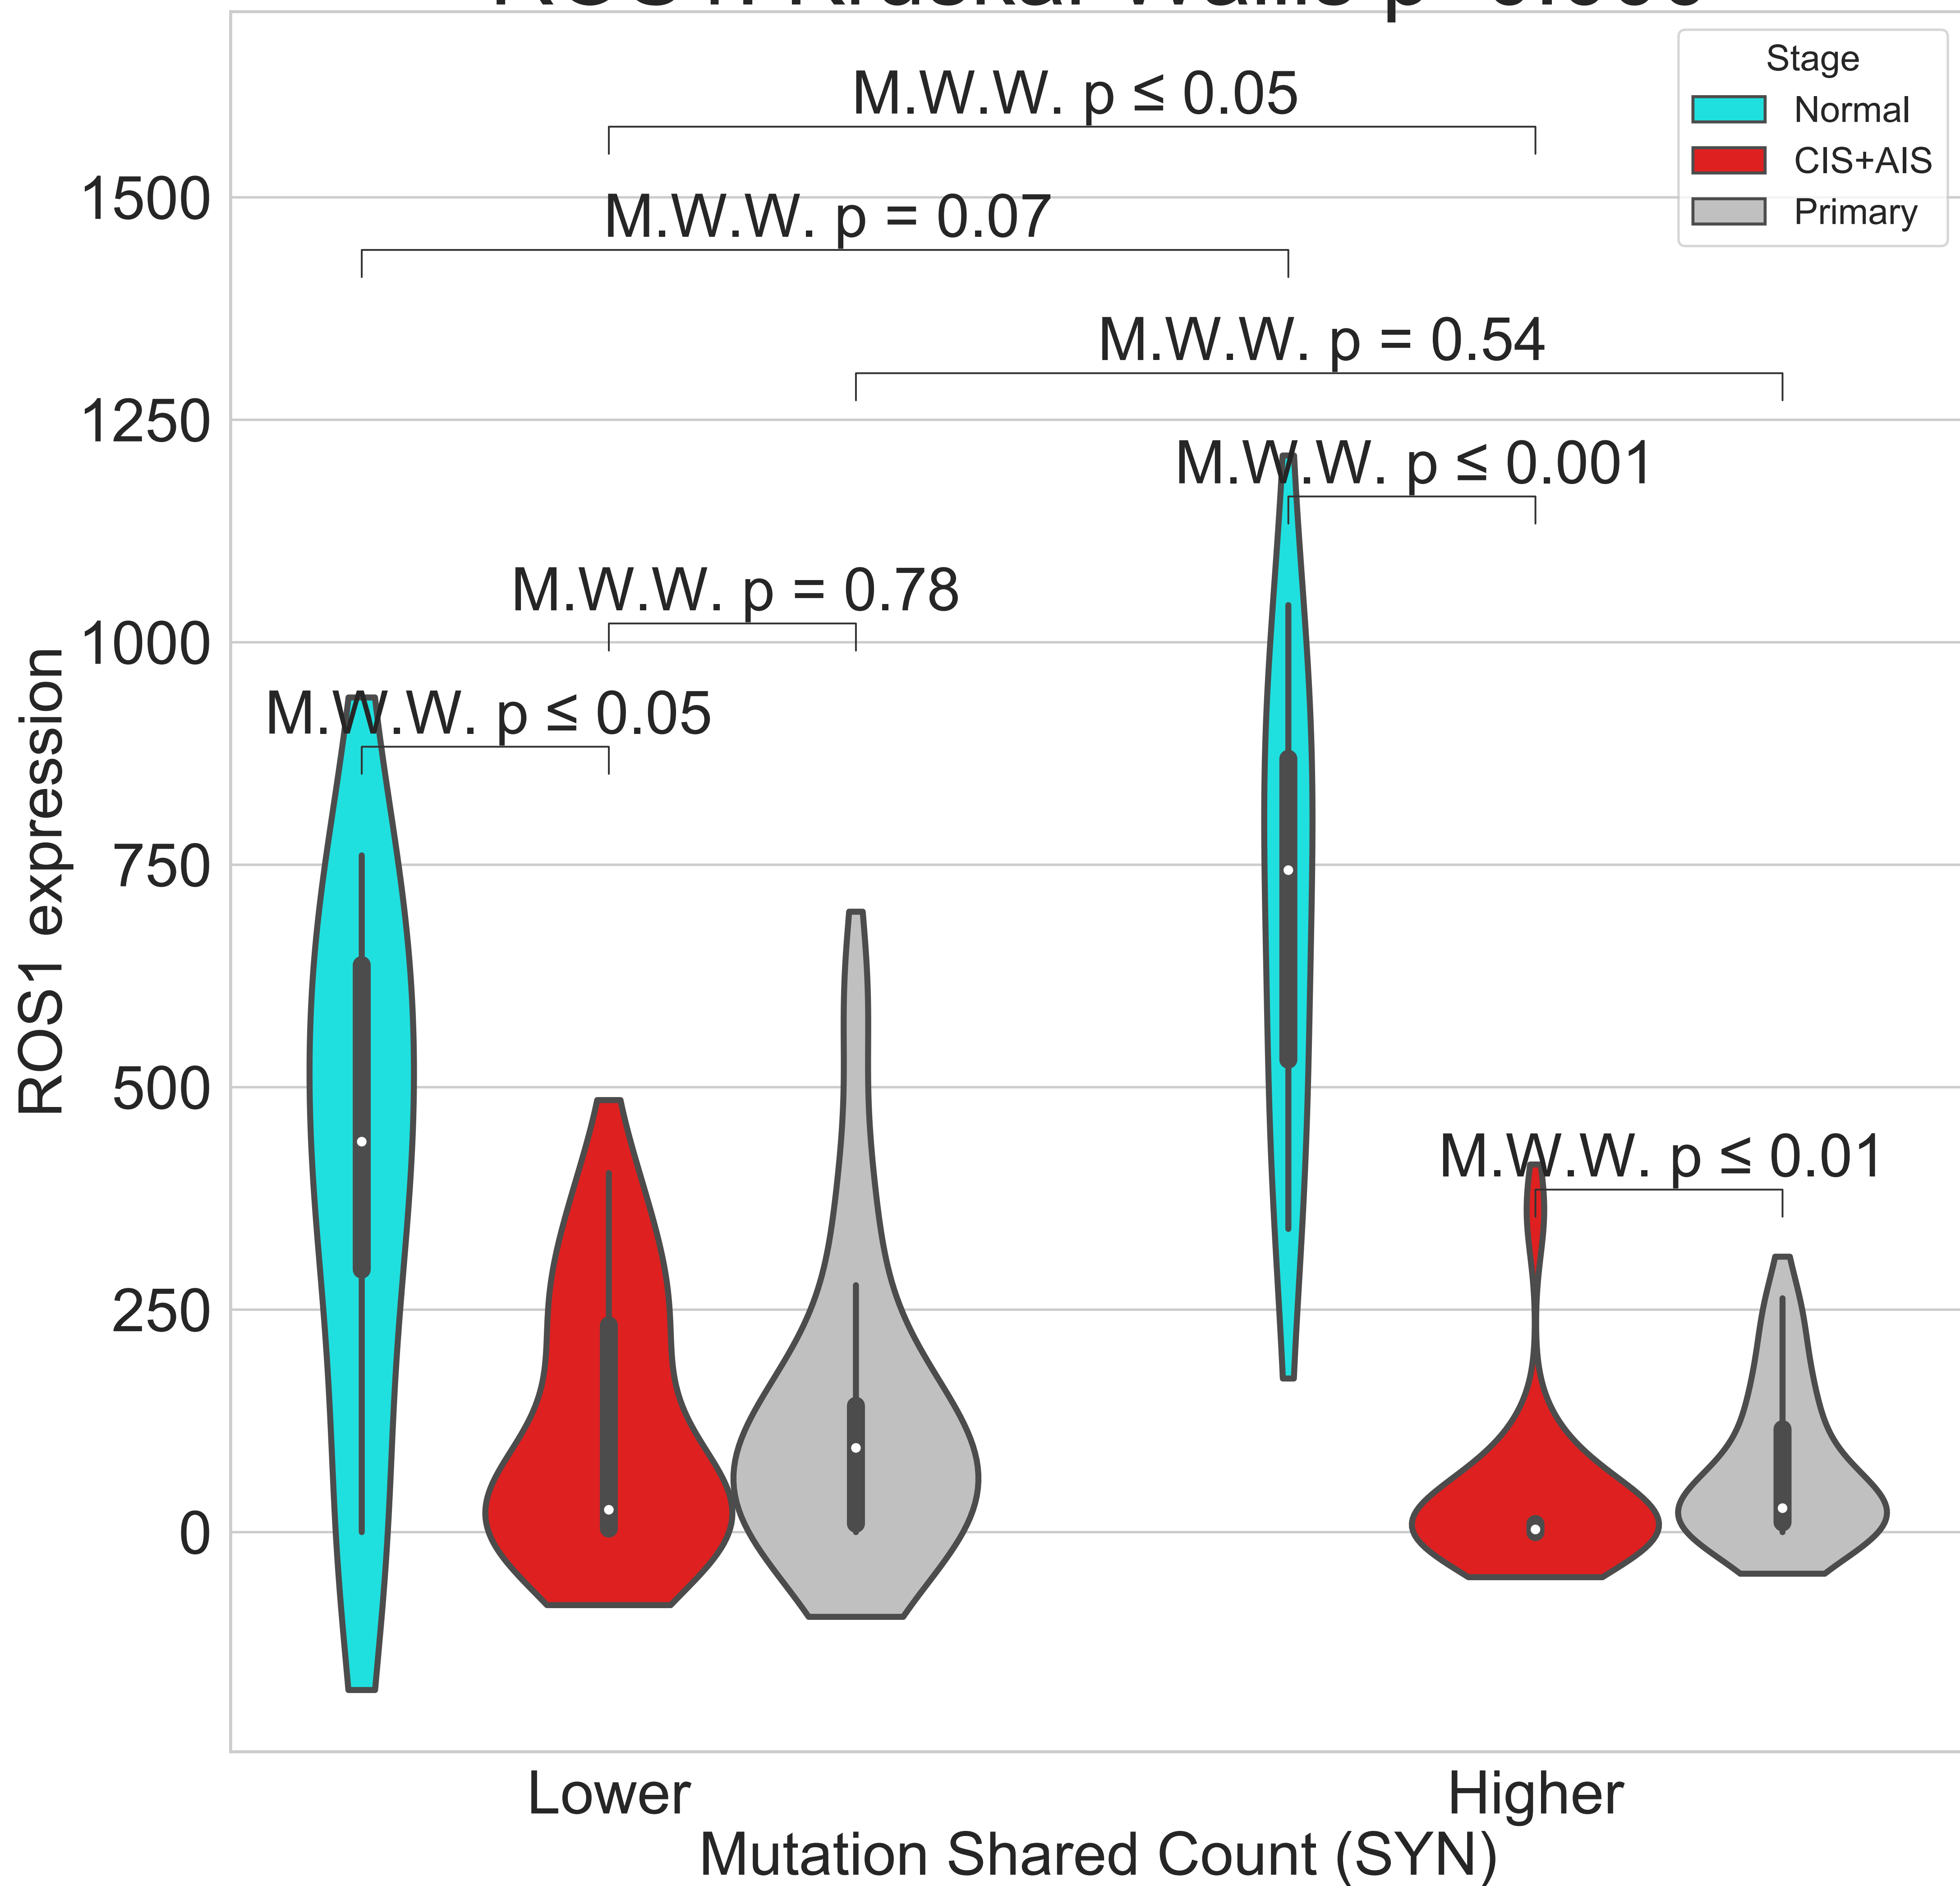 Stage
Normal
CIS+AIS
Primary
M.W.W. p ≤ 0.05
M.W.W. p = 0.07
M.W.W. p = 0.54
M.W.W. p ≤ 0.001
M.W.W. p = 0.78
M.W.W. p ≤ 0.05
M.W.W. p ≤ 0.01
1500
1250
1000
750
500
250
0
ROS1 expression
Lower
Higher
Mutation Shared Count (SYN)